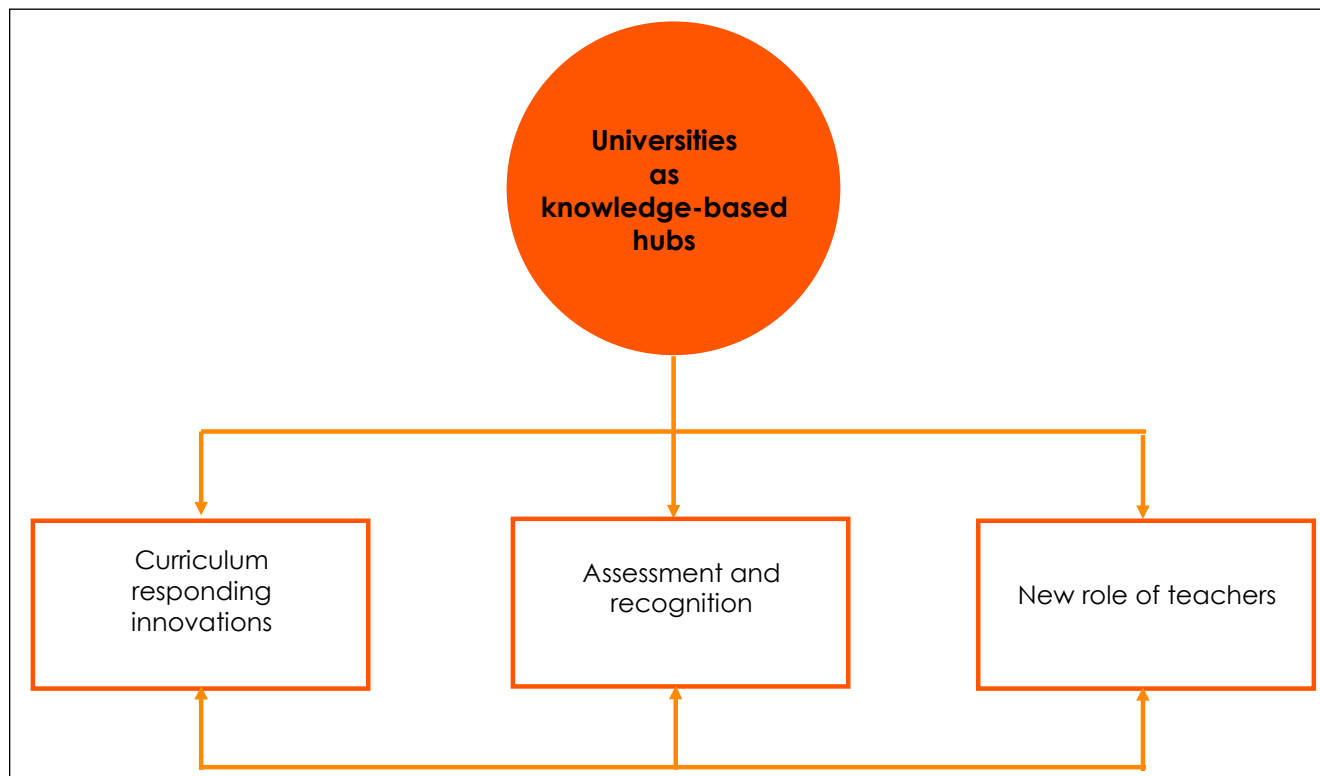 Universities
as
knowledge-based
hubs
Curriculum
responding
innovations
Assessment and
recognition
New role of teachers